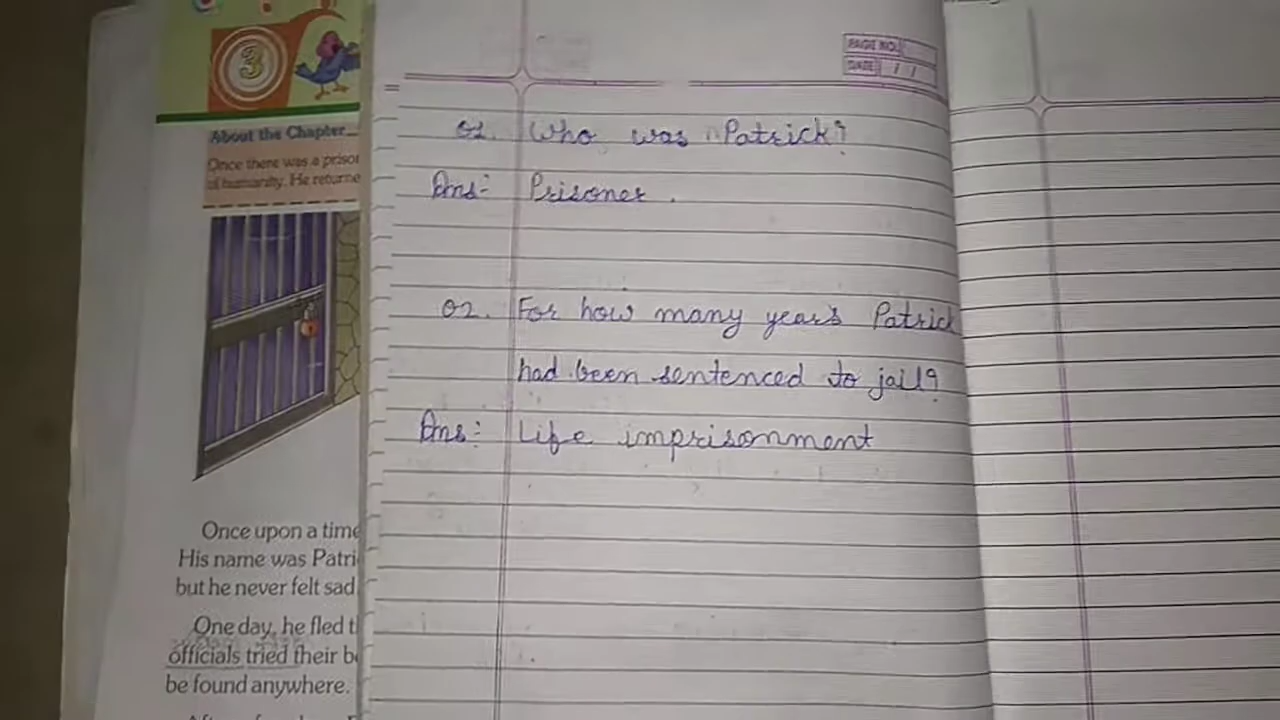 3
About the Chapter
Once there was a prison
of humanity. He returne
Once upon a time
His name was Patri
but he never felt sad
One day, he fled t
officials tried their b
be found anywhere.
PAGE NO.
DATE / /
01. Who was Patrick?
Ans:- Prisoner.
02. For how many years Patrick
had been sentenced to jail?
Ans:- Life imprisonment